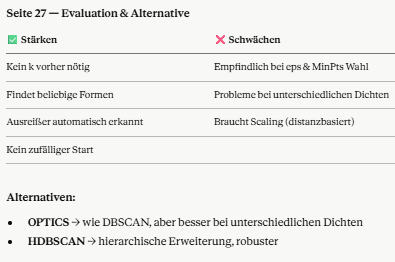 Seite 27 — Evaluation & Alternative
✅ Stärken ❌ Schwächen
Kein k vorher nötig Empfindlich bei eps & MinPts Wahl
Findet beliebige Formen Probleme bei unterschiedlichen Dichten
Ausreißer automatisch erkannt Braucht Scaling (distanzbasiert)
Kein zufälliger Start
Alternativen:
• OPTICS → wie DBSCAN, aber besser bei unterschiedlichen Dichten
• HDBSCAN → hierarchische Erweiterung, robuster